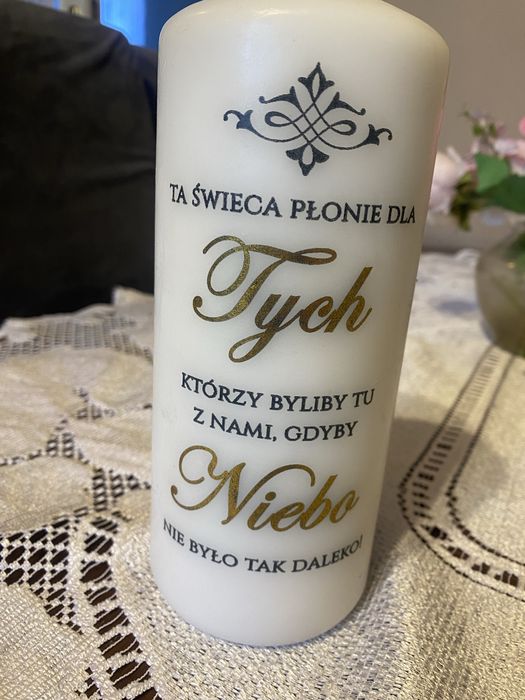 TA ŚWIECA PŁONIE DLA
Tych
KTÓRZY BYLIBY TU
Z NAMI, GDYBY
Niebo
NIE BYŁO TAK DALEKO!